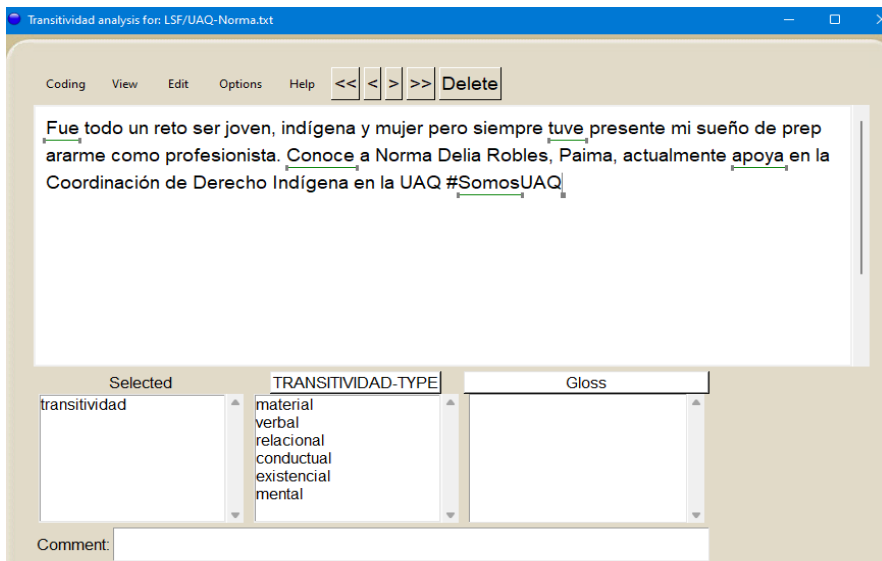 Transitividad analysis for: LSF/UAQ-Norma.txt
Coding View Edit Options Help << < > >> Delete
Fue todo un reto ser joven, indígena y mujer pero siempre tuve presente mi sueño de prep
ararme como profesionista. Conoce a Norma Delia Robles, Paima, actualmente apoya en la
Coordinación de Derecho Indígena en la UAQ #SomosUAQ
Selected TRANSITIVIDAD-TYPE Gloss
transitividad
material
verbal
relacional
conductual
existencial
mental
Comment: